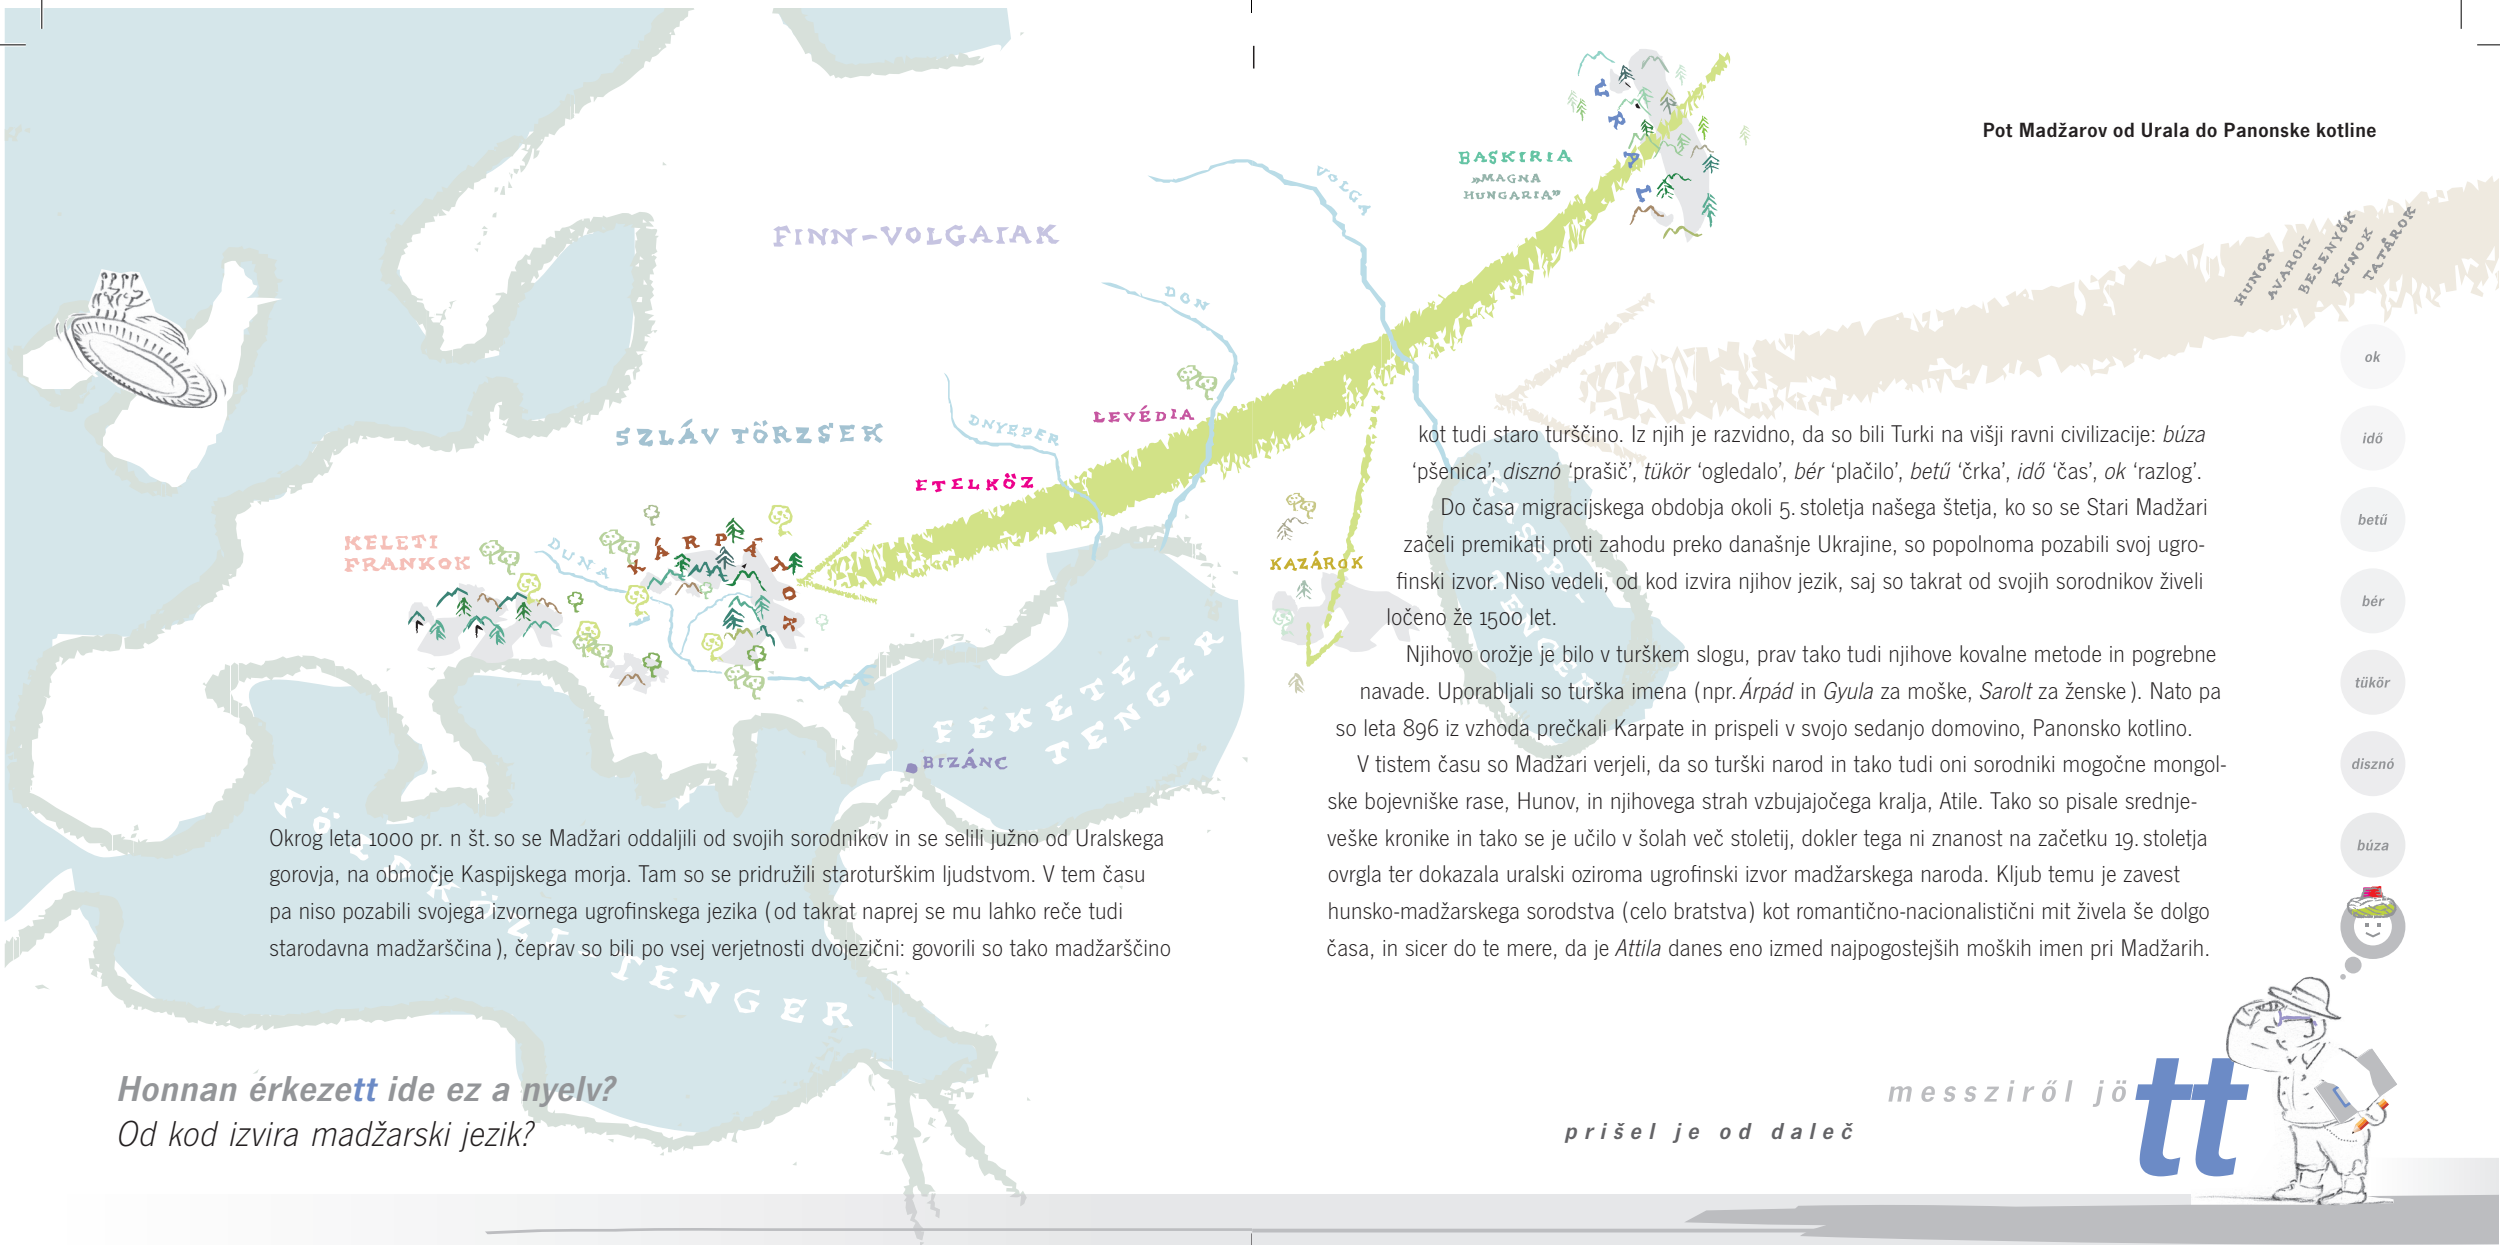 Pot Madžarov od Urala do Panonske kotline
URAL
BASKIRIA
„MAGNA
HUNGARIA”
VOLGA
FINN-VOLGAIAK
DON
HUNOK
AVAROK
BESENYŐK
KUNOK
TATÁROK
LEVÉDIA
DNYEPER
SZLÁV TÖRZSEK
ETELKÖZ
KELETI
FRANKOK
DUNA
KÁRPÁTOK
KAZÁROK
KASPI-
TENGER
FEKETE-
TENGER
BIZÁNC
FÖLDKÖZI TENGER
Okrog leta 1000 pr. n št. so se Madžari oddaljili od svojih sorodnikov in se selili južno od Uralskega
gorovja, na območje Kaspijskega morja. Tam so se pridružili staroturškim ljudstvom. V tem času
pa niso pozabili svojega izvornega ugrofinskega jezika (od takrat naprej se mu lahko reče tudi
starodavna madžarščina), čeprav so bili po vsej verjetnosti dvojezični: govorili so tako madžarščino
kot tudi staro turščino. Iz njih je razvidno, da so bili Turki na višji ravni civilizacije: búza
‘pšenica’, disznó ‘prašič’, tükör ‘ogledalo’, bér ‘plačilo’, betű ‘črka’, idő ‘čas’, ok ‘razlog’.
Do časa migracijskega obdobja okoli 5. stoletja našega štetja, ko so se Stari Madžari
začeli premikati proti zahodu preko današnje Ukrajine, so popolnoma pozabili svoj ugro-
finski izvor. Niso vedeli, od kod izvira njihov jezik, saj so takrat od svojih sorodnikov živeli
ločeno že 1500 let.
Njihovo orožje je bilo v turškem slogu, prav tako tudi njihove kovalne metode in pogrebne
navade. Uporabljali so turška imena (npr. Árpád in Gyula za moške, Sarolt za ženske). Nato pa
so leta 896 iz vzhoda prečkali Karpate in prispeli v svojo sedanjo domovino, Panonsko kotlino.
V tistem času so Madžari verjeli, da so turški narod in tako tudi oni sorodniki mogočne mongol-
ske bojevniške rase, Hunov, in njihovega strah vzbujajočega kralja, Atile. Tako so pisale srednje-
veške kronike in tako se je učilo v šolah več stoletij, dokler tega ni znanost na začetku 19. stoletja
ovrgla ter dokazala uralski oziroma ugrofinski izvor madžarskega naroda. Kljub temu je zavest
hunsko-madžarskega sorodstva (celo bratstva) kot romantično-nacionalistični mit živela še dolgo
časa, in sicer do te mere, da je Attila danes eno izmed najpogostejših moških imen pri Madžarih.
ok
idő
betű
bér
tükör
disznó
búza
Honnan érkezett ide ez a nyelv?
Od kod izvira madžarski jezik?
messziről jött
prišel je od daleč